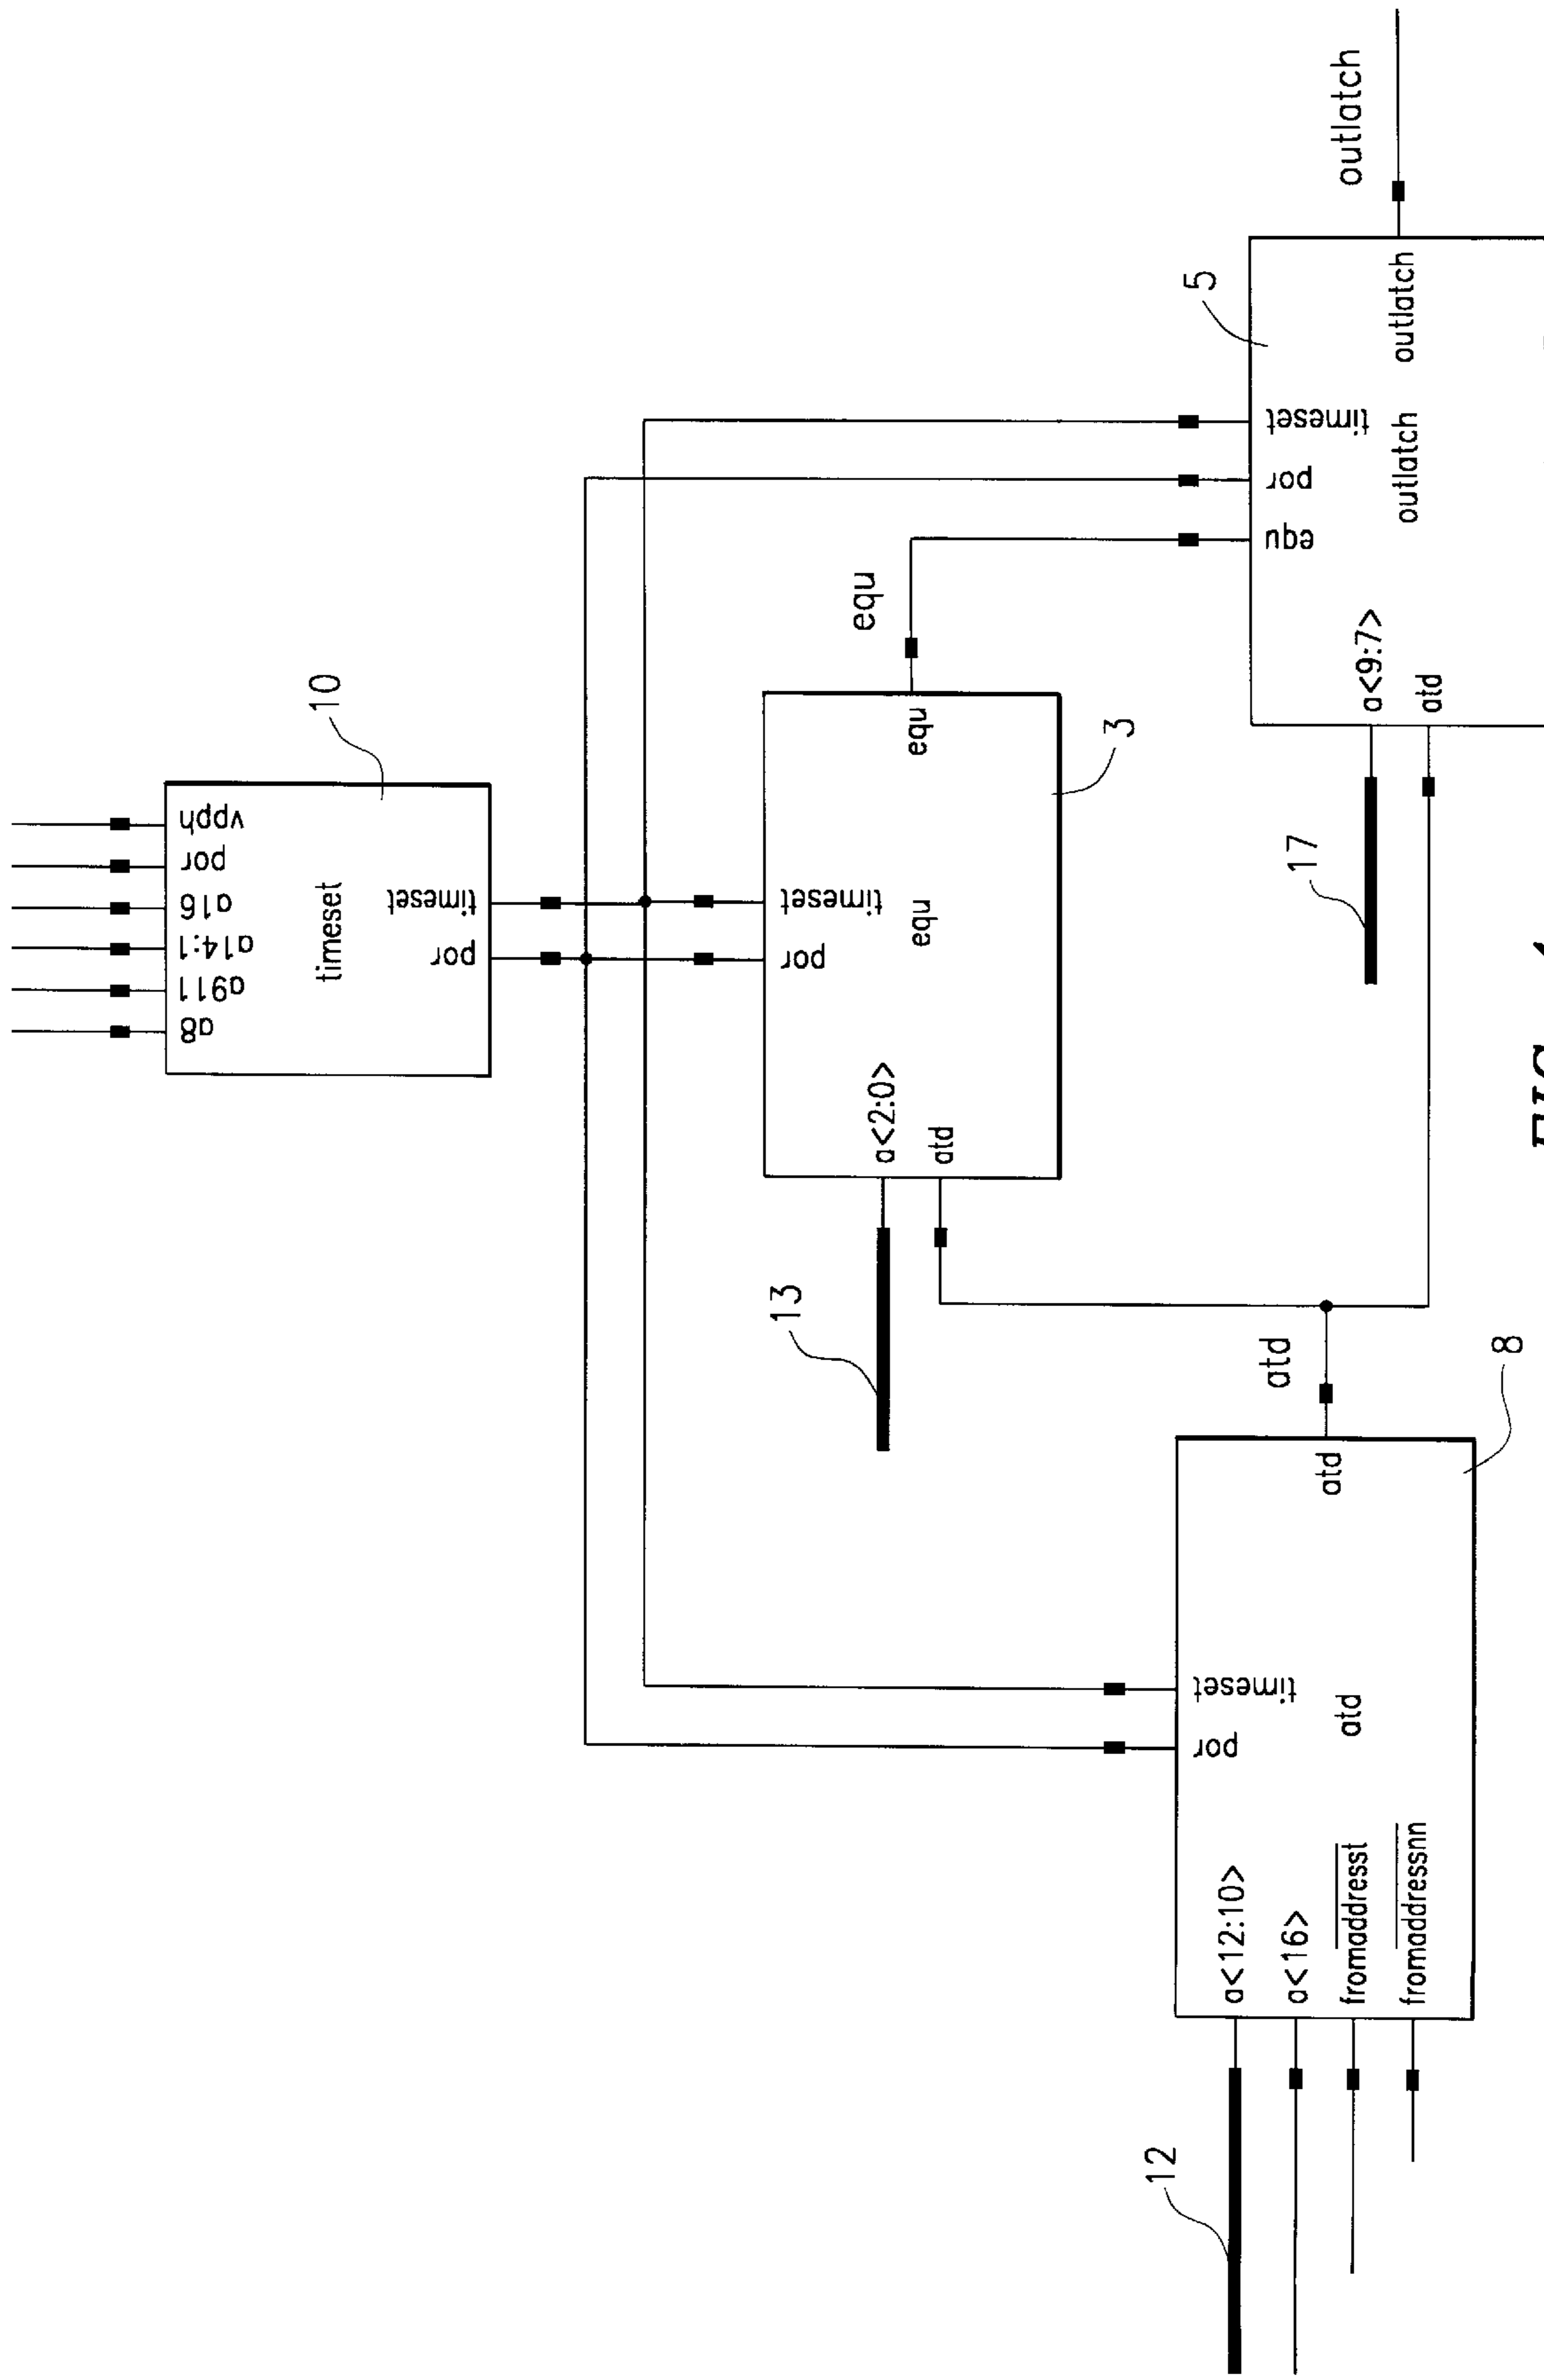 vpph
por
a16
a14:1
a911
a8
timeset
timeset
por
10
equ
timeset
por
equ
equ
a<2:0>
atd
3
13
outlatch
5
timeset
por
equ
outlatch
outlatch
a<9:7>
atd
17
atd
atd
8
timeset
por
atd
a<12:10>
a<16>
fromaddresst
fromaddressnn
12